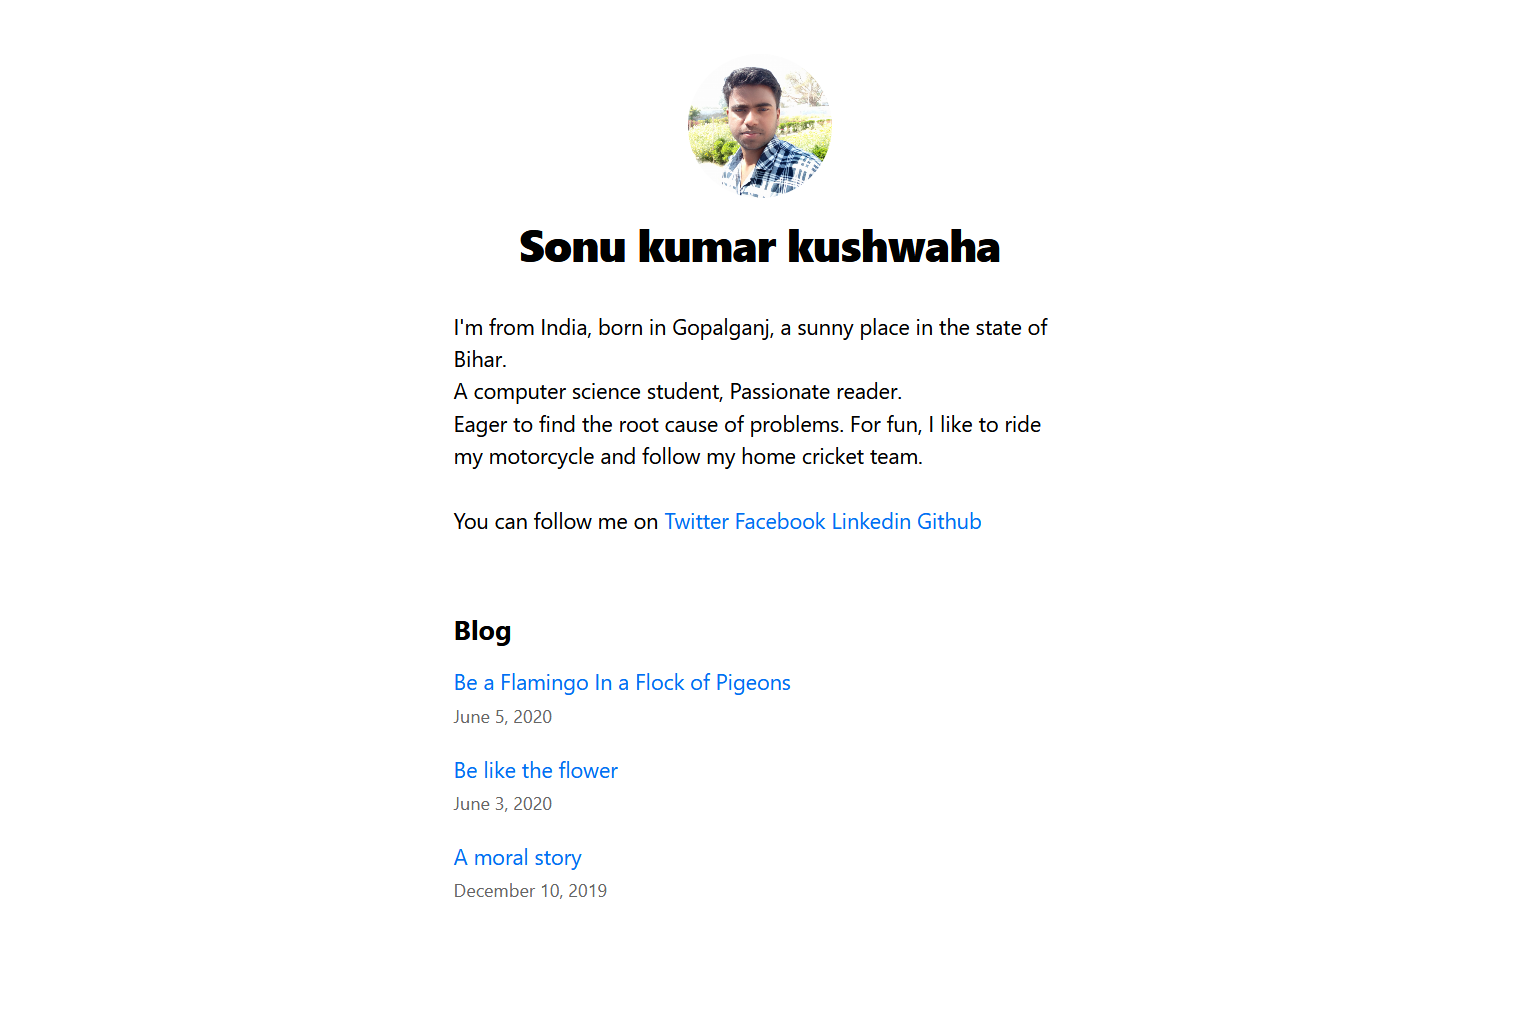 Sonu kumar kushwaha
I'm from India, born in Gopalganj, a sunny place in the state of
Bihar.
A computer science student, Passionate reader.
Eager to find the root cause of problems. For fun, I like to ride
my motorcycle and follow my home cricket team.
You can follow me on Twitter Facebook Linkedin Github
Blog
Be a Flamingo In a Flock of Pigeons
June 5, 2020
Be like the flower
June 3, 2020
A moral story
December 10, 2019